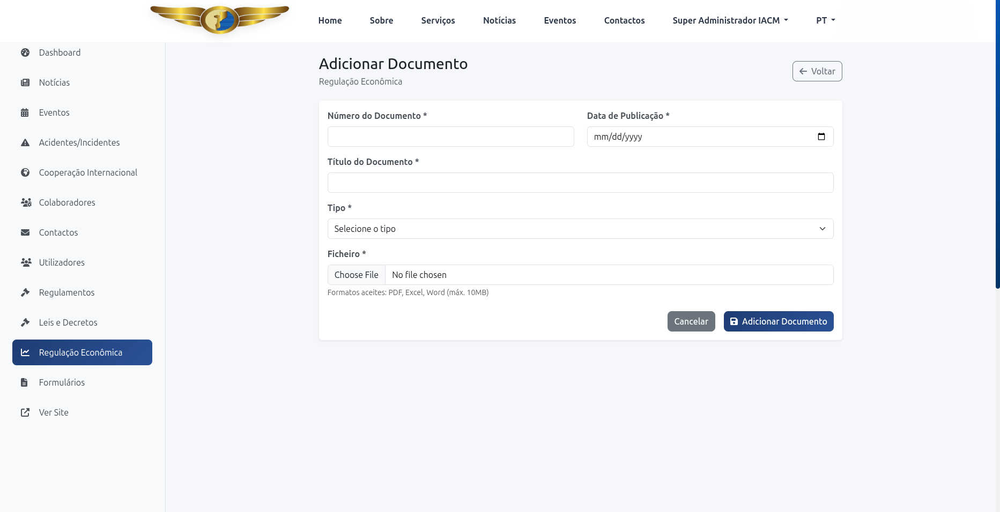 Home Sobre Serviços Notícias Eventos Contactos Super Administrador IACM PT
Dashboard
Notícias
Eventos
Acidentes/Incidentes
Cooperação Internacional
Colaboradores
Contactos
Utilizadores
Regulamentos
Leis e Decretos
Regulação Econômica
Formulários
Ver Site
Adicionar Documento
Regulação Econômica
Voltar
Número do Documento *
Data de Publicação *
mm/dd/yyyy
Título do Documento *
Tipo *
Selecione o tipo
Ficheiro *
Choose File No file chosen
Formatos aceites: PDF, Excel, Word (máx. 10MB)
Cancelar Adicionar Documento